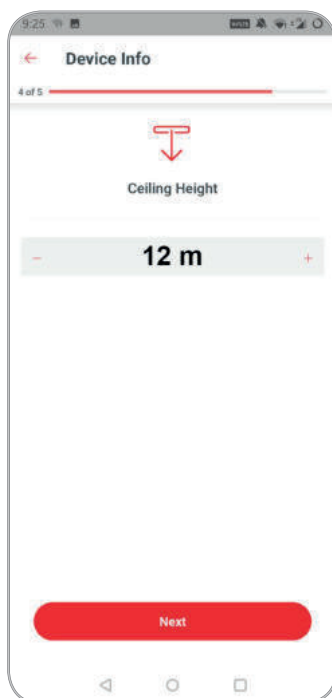 9:25
Device Info
4 of 5
Ceiling Height
− 12 m +
Next